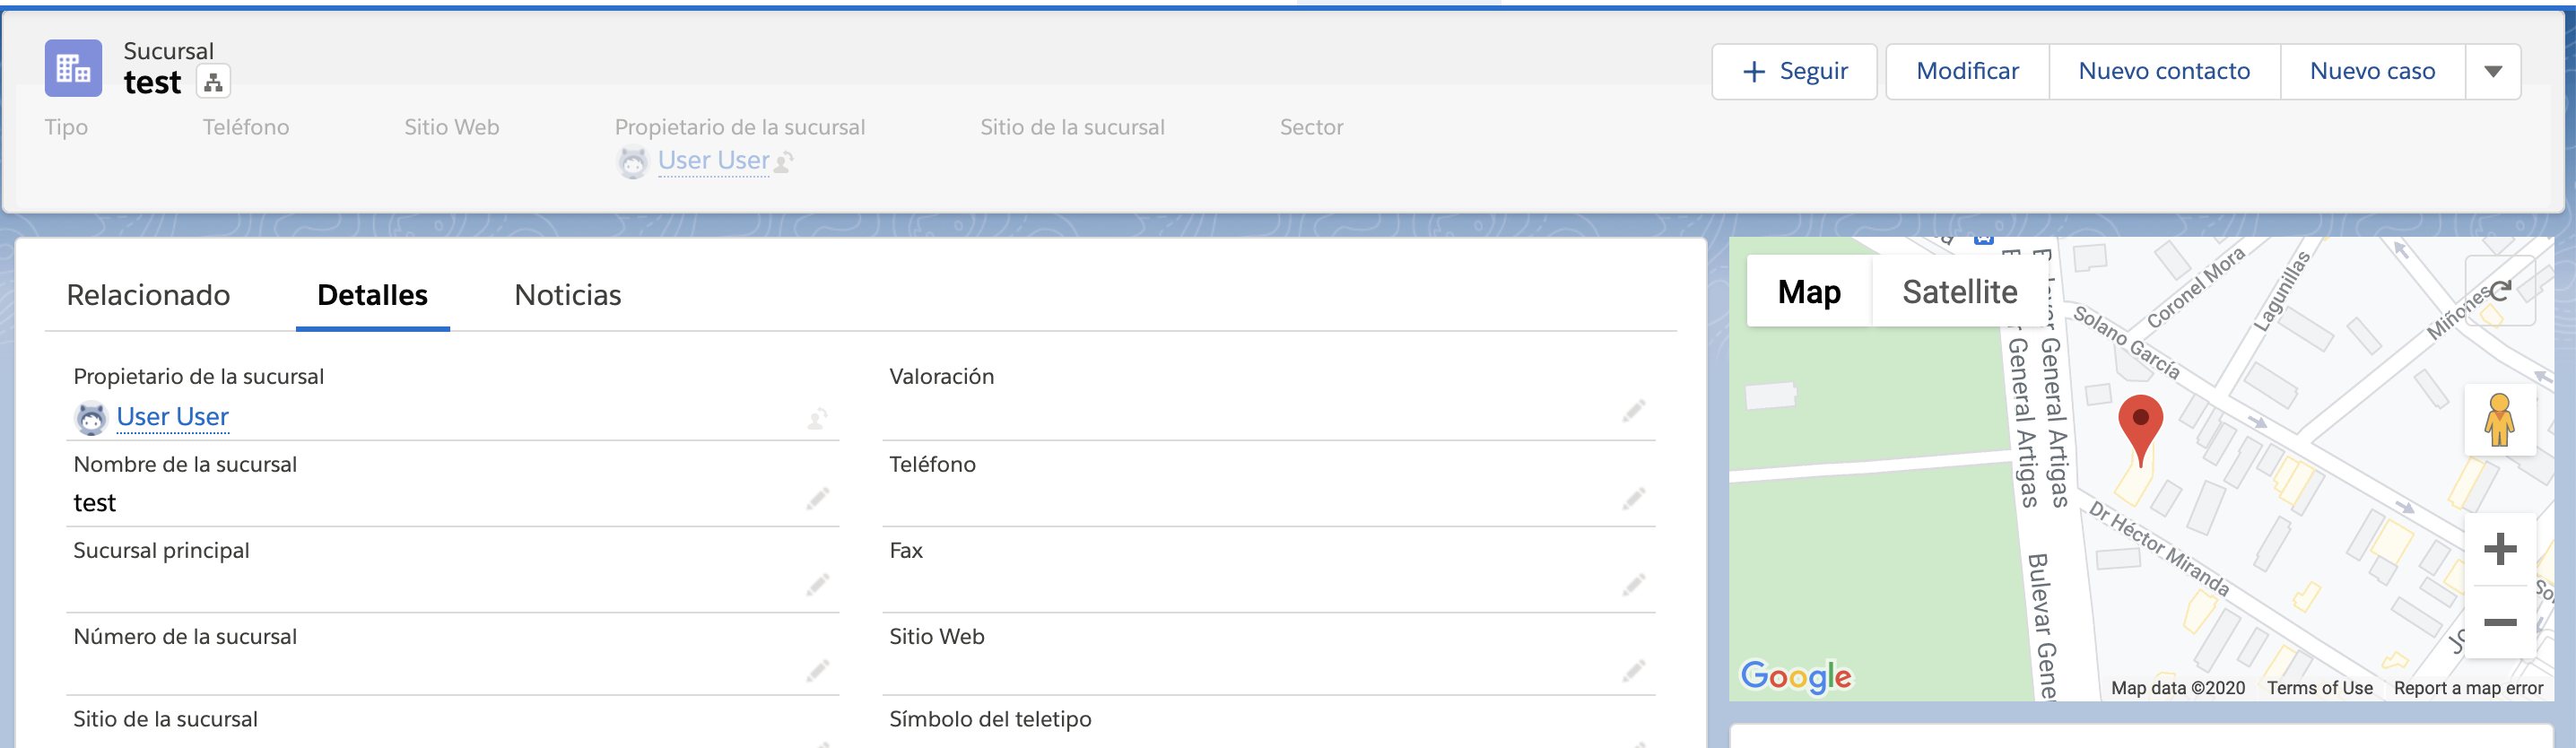 Sucursal
test
Seguir
Modificar
Nuevo contacto
Nuevo caso
Tipo
Teléfono
Sitio Web
Propietario de la sucursal
Sitio de la sucursal
Sector
User User
Relacionado
Detalles
Noticias
Propietario de la sucursal
User User
Valoración
Nombre de la sucursal
test
Teléfono
Sucursal principal
Fax
Número de la sucursal
Sitio Web
Sitio de la sucursal
Símbolo del teletipo
Map
Satellite
Coronel Mora
Lagunillas
Miñones
Solano García
General Artigas
General Artigas
Dr Héctor Miranda
Bulevar Gene
Google
Map data ©2020
Terms of Use
Report a map error